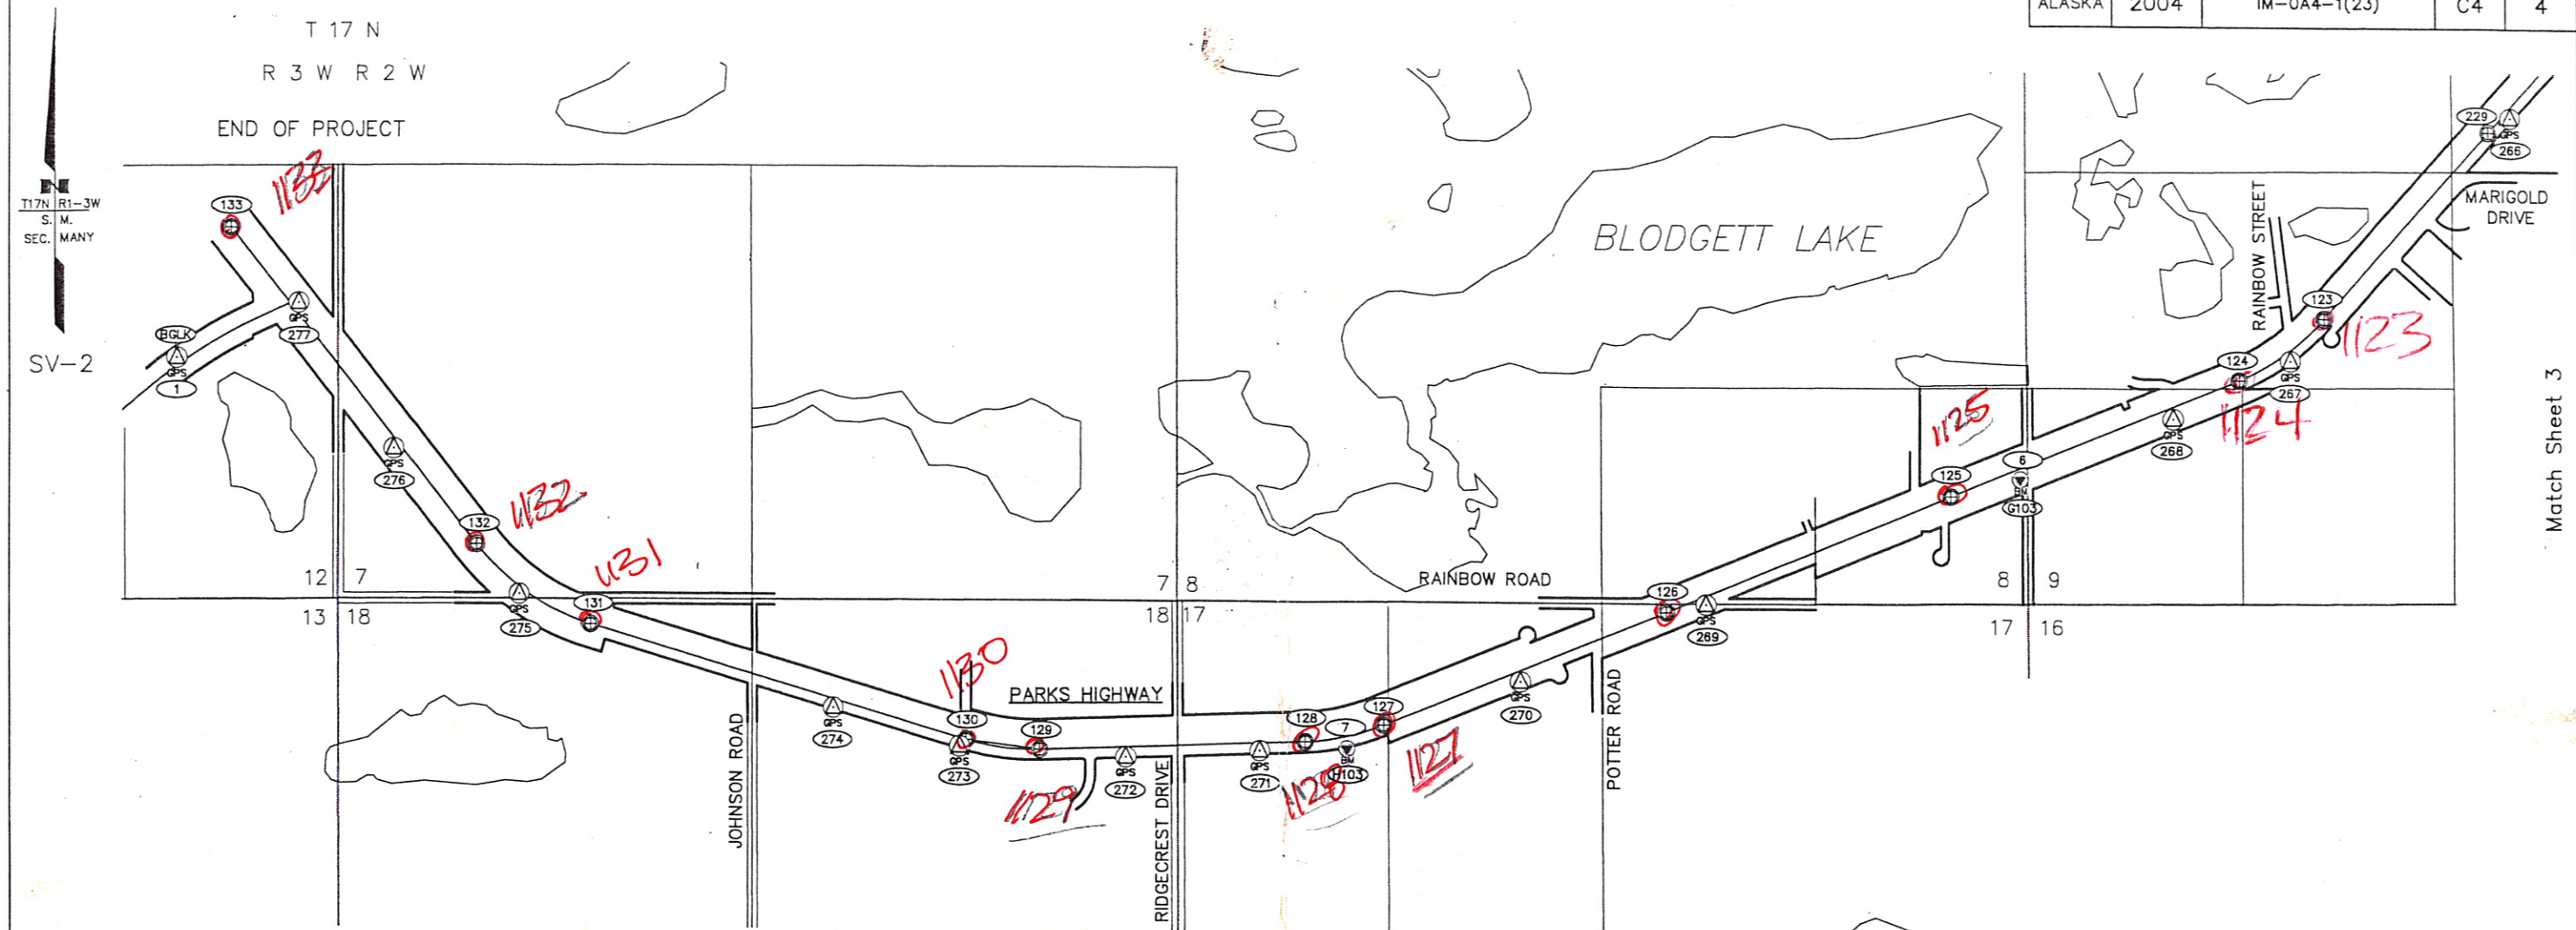 ALASKA 2004 IM-0A4-1(23) C4 4
T 17 N
R 3 W R 2 W
END OF PROJECT
N
T17N R1-3W
S. M.
SEC. MANY
SV-2
133
1133
BGLK
GPS
1
GPS
277
GPS
276
132
1132
GPS
275
131
1131
12 7
13 18
JOHNSON ROAD
GPS
274
1130
130
GPS
273
129
1129
PARKS HIGHWAY
GPS
272
RIDGECREST DRIVE
7 8
18 17
GPS
271
128
1128
7
BM
H103
127
1127
GPS
270
RAINBOW ROAD
POTTER ROAD
126
GPS
269
BLODGETT LAKE
1125
125
6
BM
G103
8 9
17 16
GPS
268
124
1124
GPS
267
123
1123
RAINBOW STREET
MARIGOLD
DRIVE
229
GPS
266
Match Sheet 3